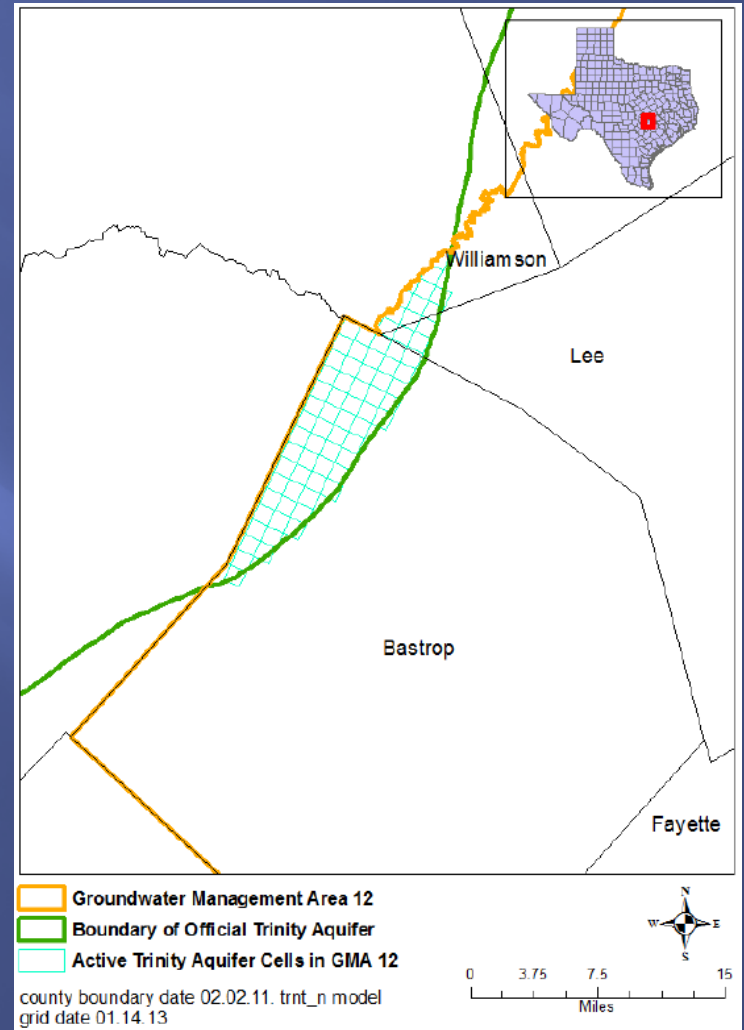 Williamson
Lee
Bastrop
Fayette
Groundwater Management Area 12
Boundary of Official Trinity Aquifer
Active Trinity Aquifer Cells in GMA 12
N
W E
S
0 3.75 7.5 15
Miles
county boundary date 02.02.11. trnt_n model
grid date 01.14.13